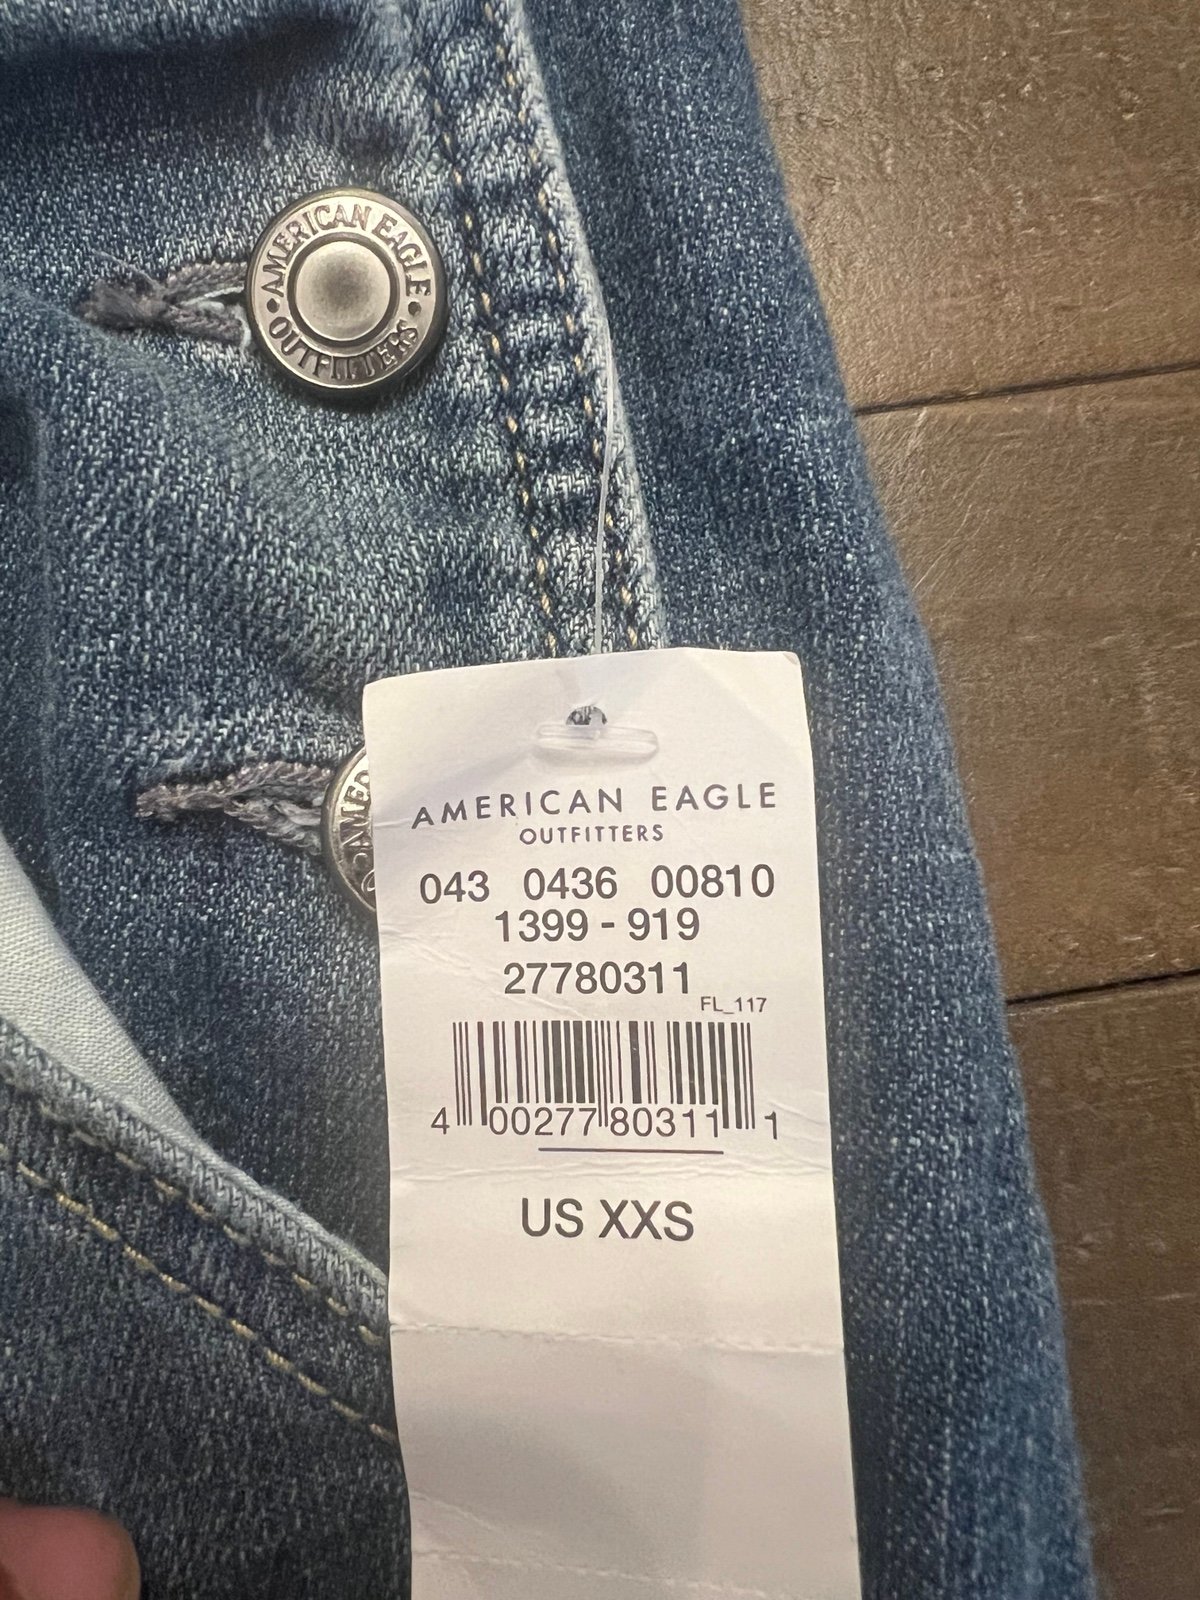 AMERICAN EAGLE
OUTFITTERS
AMERICAN EAGLE
OUTFITTERS
043 0436 00810
1399 - 919
27780311
FL_117
4 00277 80311 1
US XXS